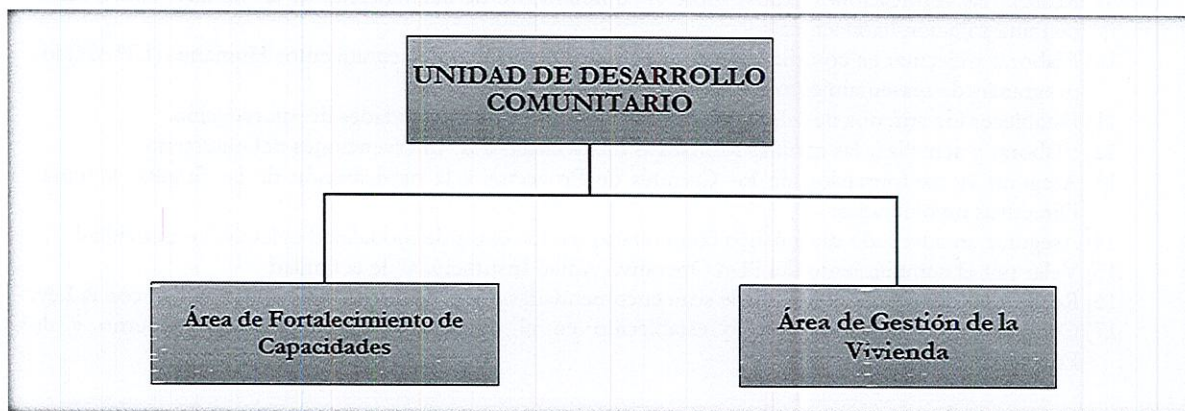 UNIDAD DE DESARROLLO
COMUNITARIO
Área de Fortalecimiento de
Capacidades
Área de Gestión de la
Vivienda